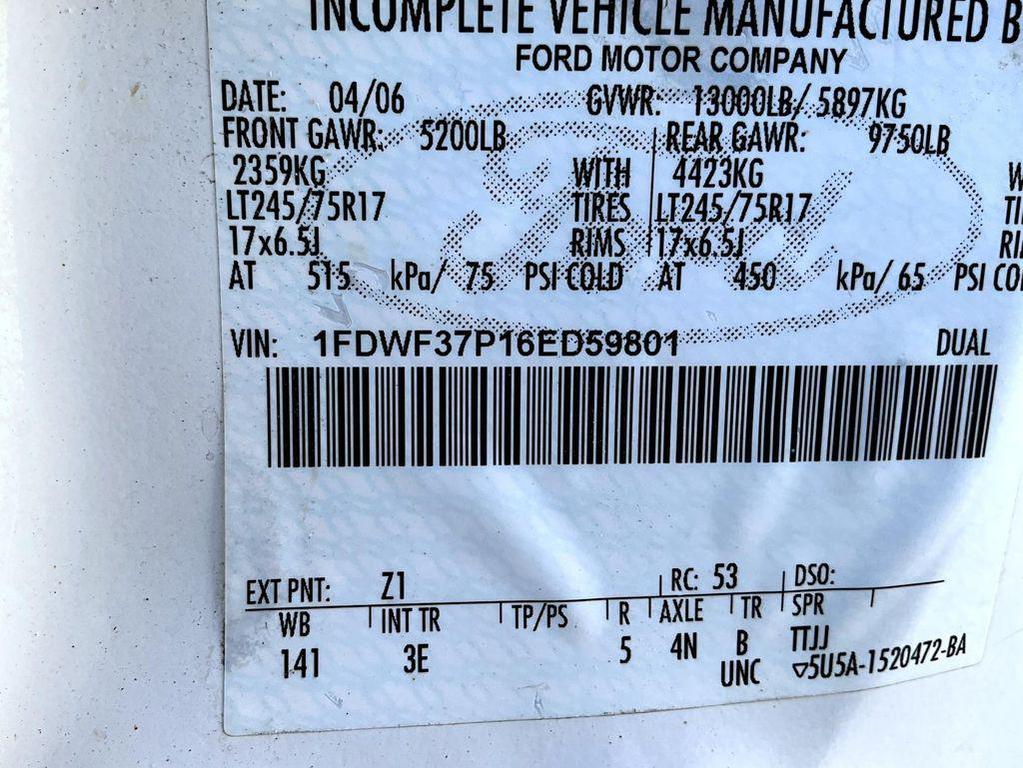 INCOMPLETE VEHICLE MANUFACTURED B
FORD MOTOR COMPANY
DATE: 04/06 GVWR: 13000LB/ 5897KG
FRONT GAWR: 5200LB REAR GAWR: 9750LB
2359KG WITH 4423KG W
LT245/75R17 TIRES LT245/75R17 TI
17x6.5J RIMS 17x6.5J RI
AT 515 kPa/ 75 PSI COLD AT 450 kPa/ 65 PSI CO
VIN: 1FDWF37P16ED59801 DUAL
EXT PNT: Z1 RC: 53 DSO:
WB INT TR TP/PS R AXLE TR SPR
141 3E 5 4N B TTJJ
UNC ▽5U5A-1520472-BA
Ford